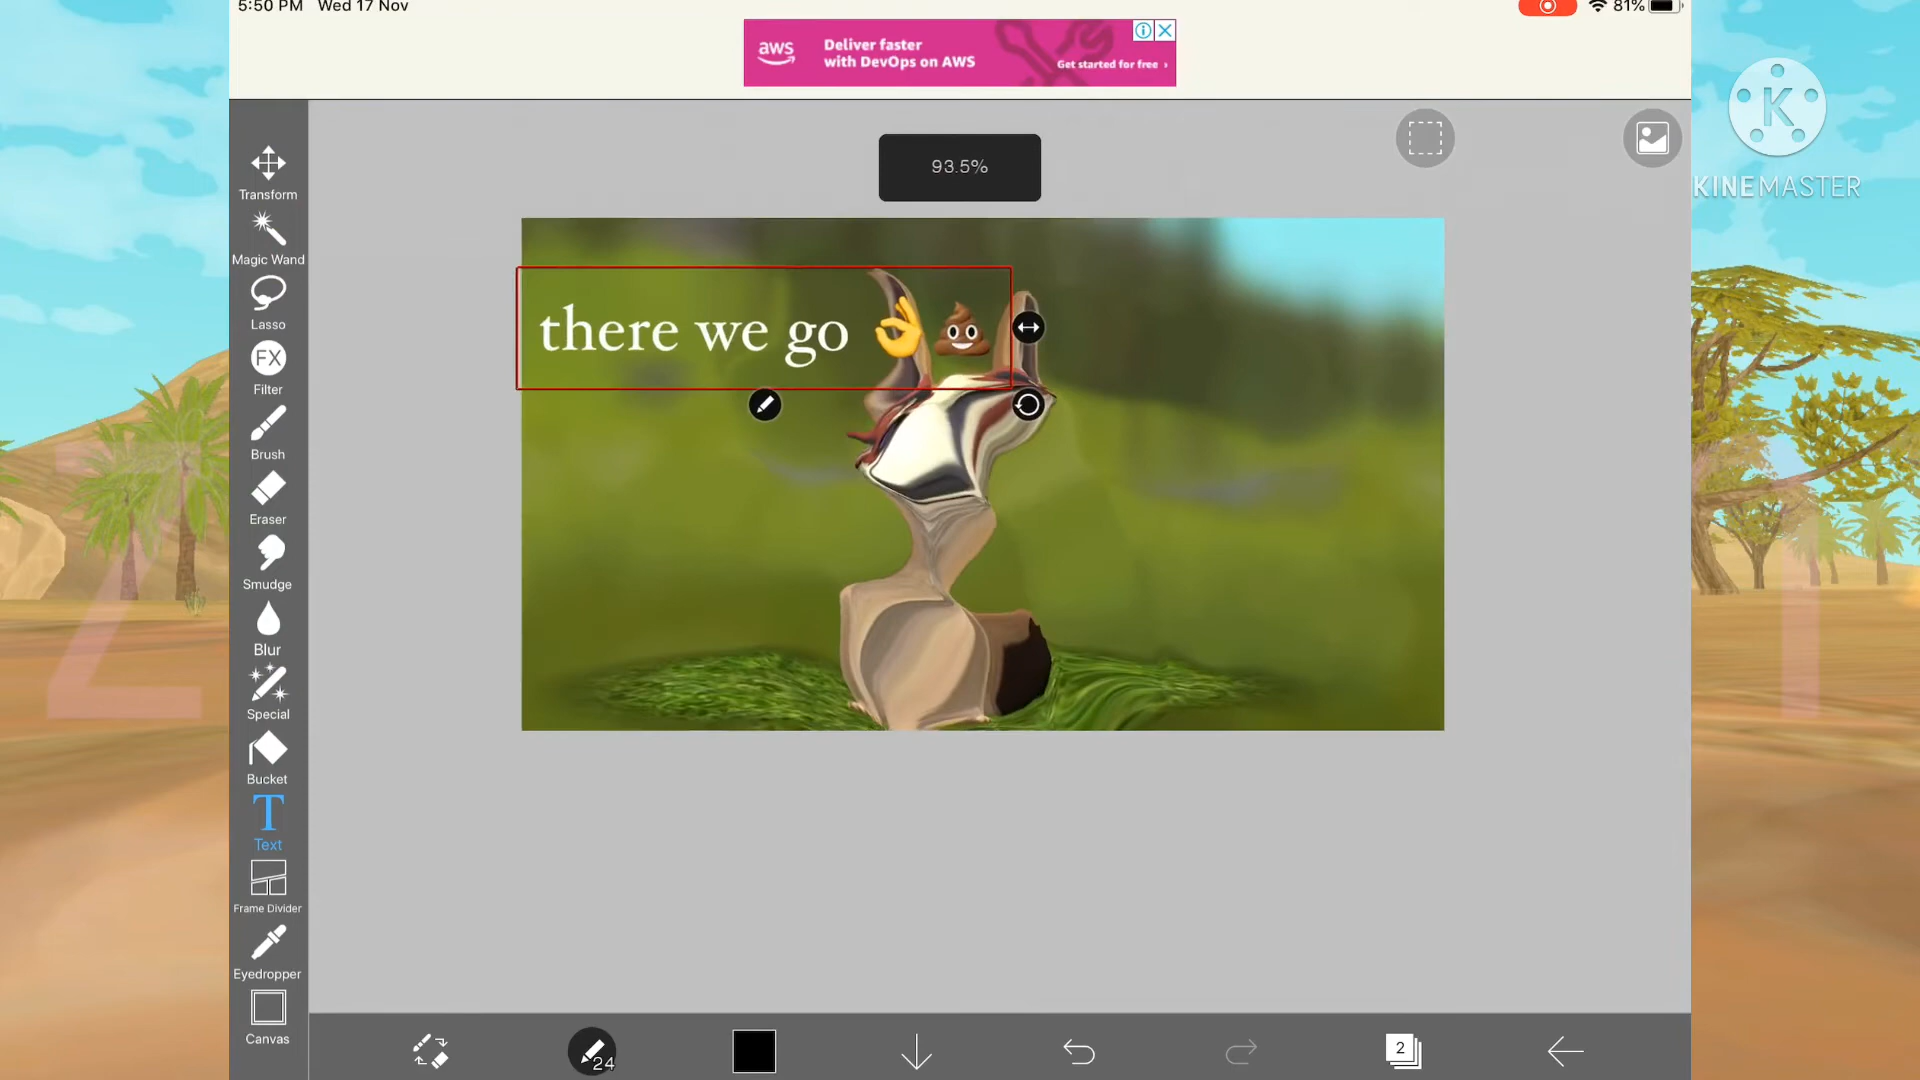 5:50 PM Wed 17 Nov
81%
aws
Deliver faster
with DevOps on AWS
Get started for free ›
93.5%
K
KINEMASTER
there we go 👌 💩
Transform
Magic Wand
Lasso
FX
Filter
Brush
Eraser
Smudge
Blur
Special
Bucket
T
Text
Frame Divider
Eyedropper
Canvas
24
2
2
1